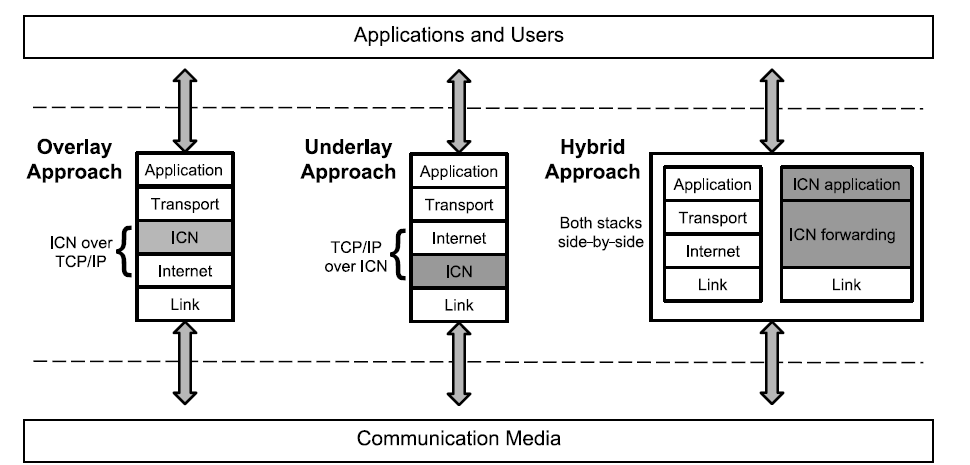 Applications and Users
Overlay
Approach
Application
Transport
ICN
Internet
Link
ICN over
TCP/IP
Underlay
Approach
Application
Transport
Internet
ICN
Link
TCP/IP
over ICN
Hybrid
Approach
Both stacks
side-by-side
Application
Transport
Internet
Link
ICN application
ICN forwarding
Link
Communication Media